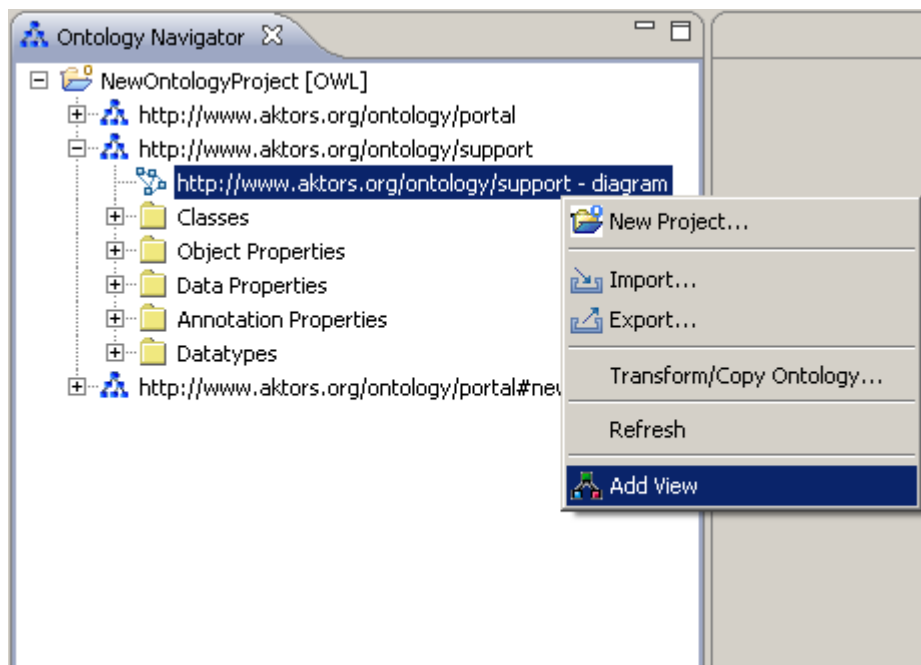 Ontology Navigator
NewOntologyProject [OWL]
http://www.aktors.org/ontology/portal
http://www.aktors.org/ontology/support
http://www.aktors.org/ontology/support - diagram
Classes
Object Properties
Data Properties
Annotation Properties
Datatypes
http://www.aktors.org/ontology/portal#ne
New Project...
Import...
Export...
Transform/Copy Ontology...
Refresh
Add View